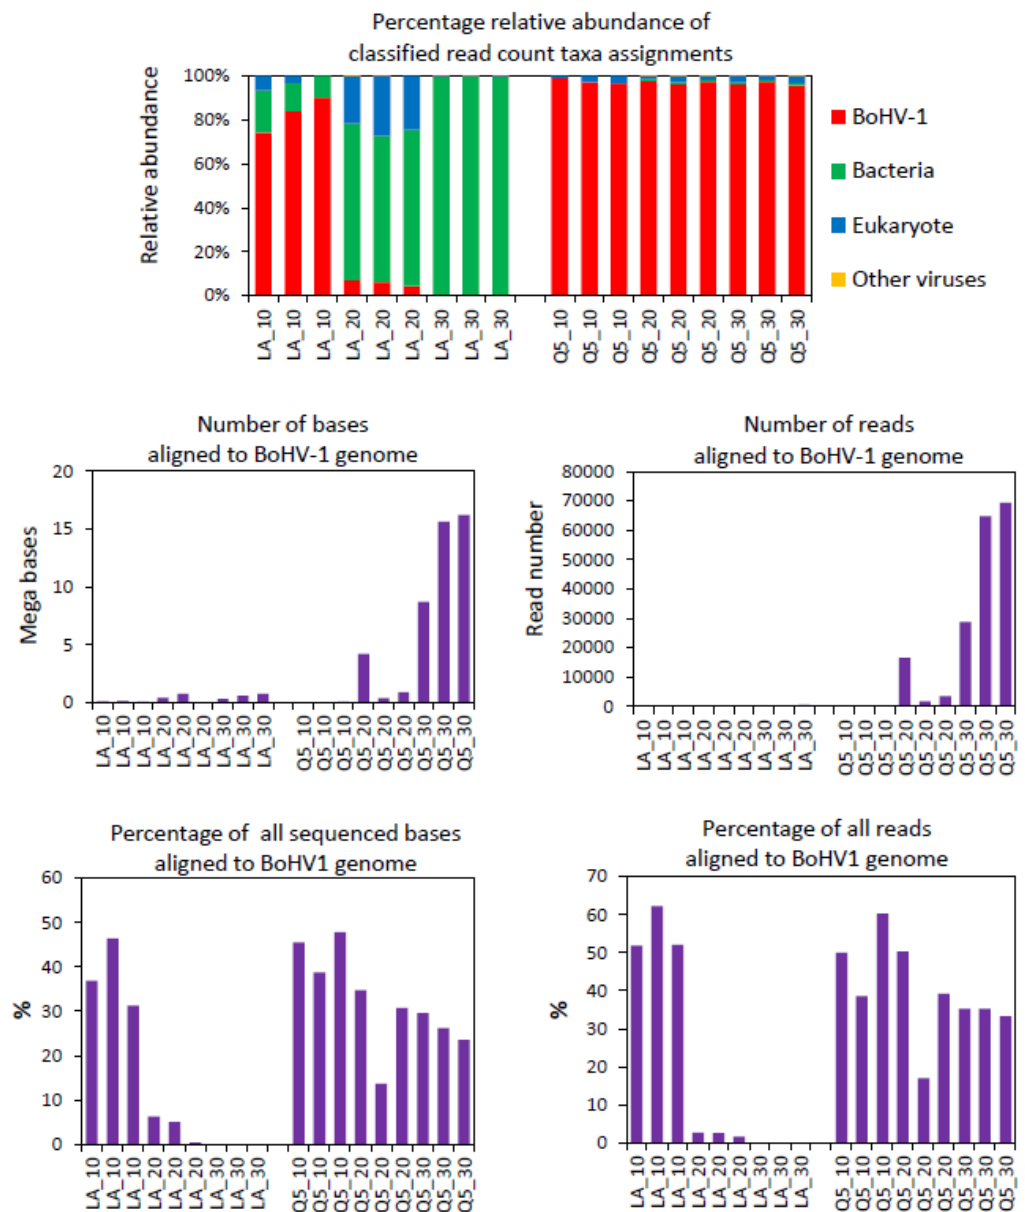 Percentage relative abundance of
classified read count taxa assignments
Relative abundance
100%
80%
60%
40%
20%
0%
LA_10
LA_10
LA_10
LA_20
LA_20
LA_20
LA_30
LA_30
LA_30
Q5_10
Q5_10
Q5_10
Q5_20
Q5_20
Q5_20
Q5_30
Q5_30
Q5_30
BoHV-1
Bacteria
Eukaryote
Other viruses
Number of bases
aligned to BoHV-1 genome
Mega bases
20
15
10
5
0
LA_10
LA_10
LA_10
LA_20
LA_20
LA_20
LA_30
LA_30
LA_30
Q5_10
Q5_10
Q5_10
Q5_20
Q5_20
Q5_20
Q5_30
Q5_30
Q5_30
Number of reads
aligned to BoHV-1 genome
Read number
80000
70000
60000
50000
40000
30000
20000
10000
0
LA_10
LA_10
LA_10
LA_20
LA_20
LA_20
LA_30
LA_30
LA_30
Q5_10
Q5_10
Q5_10
Q5_20
Q5_20
Q5_20
Q5_30
Q5_30
Q5_30
Percentage of all sequenced bases
aligned to BoHV1 genome
%
60
50
40
30
20
10
0
LA_10
LA_10
LA_10
LA_20
LA_20
LA_20
LA_30
LA_30
LA_30
Q5_10
Q5_10
Q5_10
Q5_20
Q5_20
Q5_20
Q5_30
Q5_30
Q5_30
Percentage of all reads
aligned to BoHV1 genome
%
70
60
50
40
30
20
10
0
LA_10
LA_10
LA_10
LA_20
LA_20
LA_20
LA_30
LA_30
LA_30
Q5_10
Q5_10
Q5_10
Q5_20
Q5_20
Q5_20
Q5_30
Q5_30
Q5_30